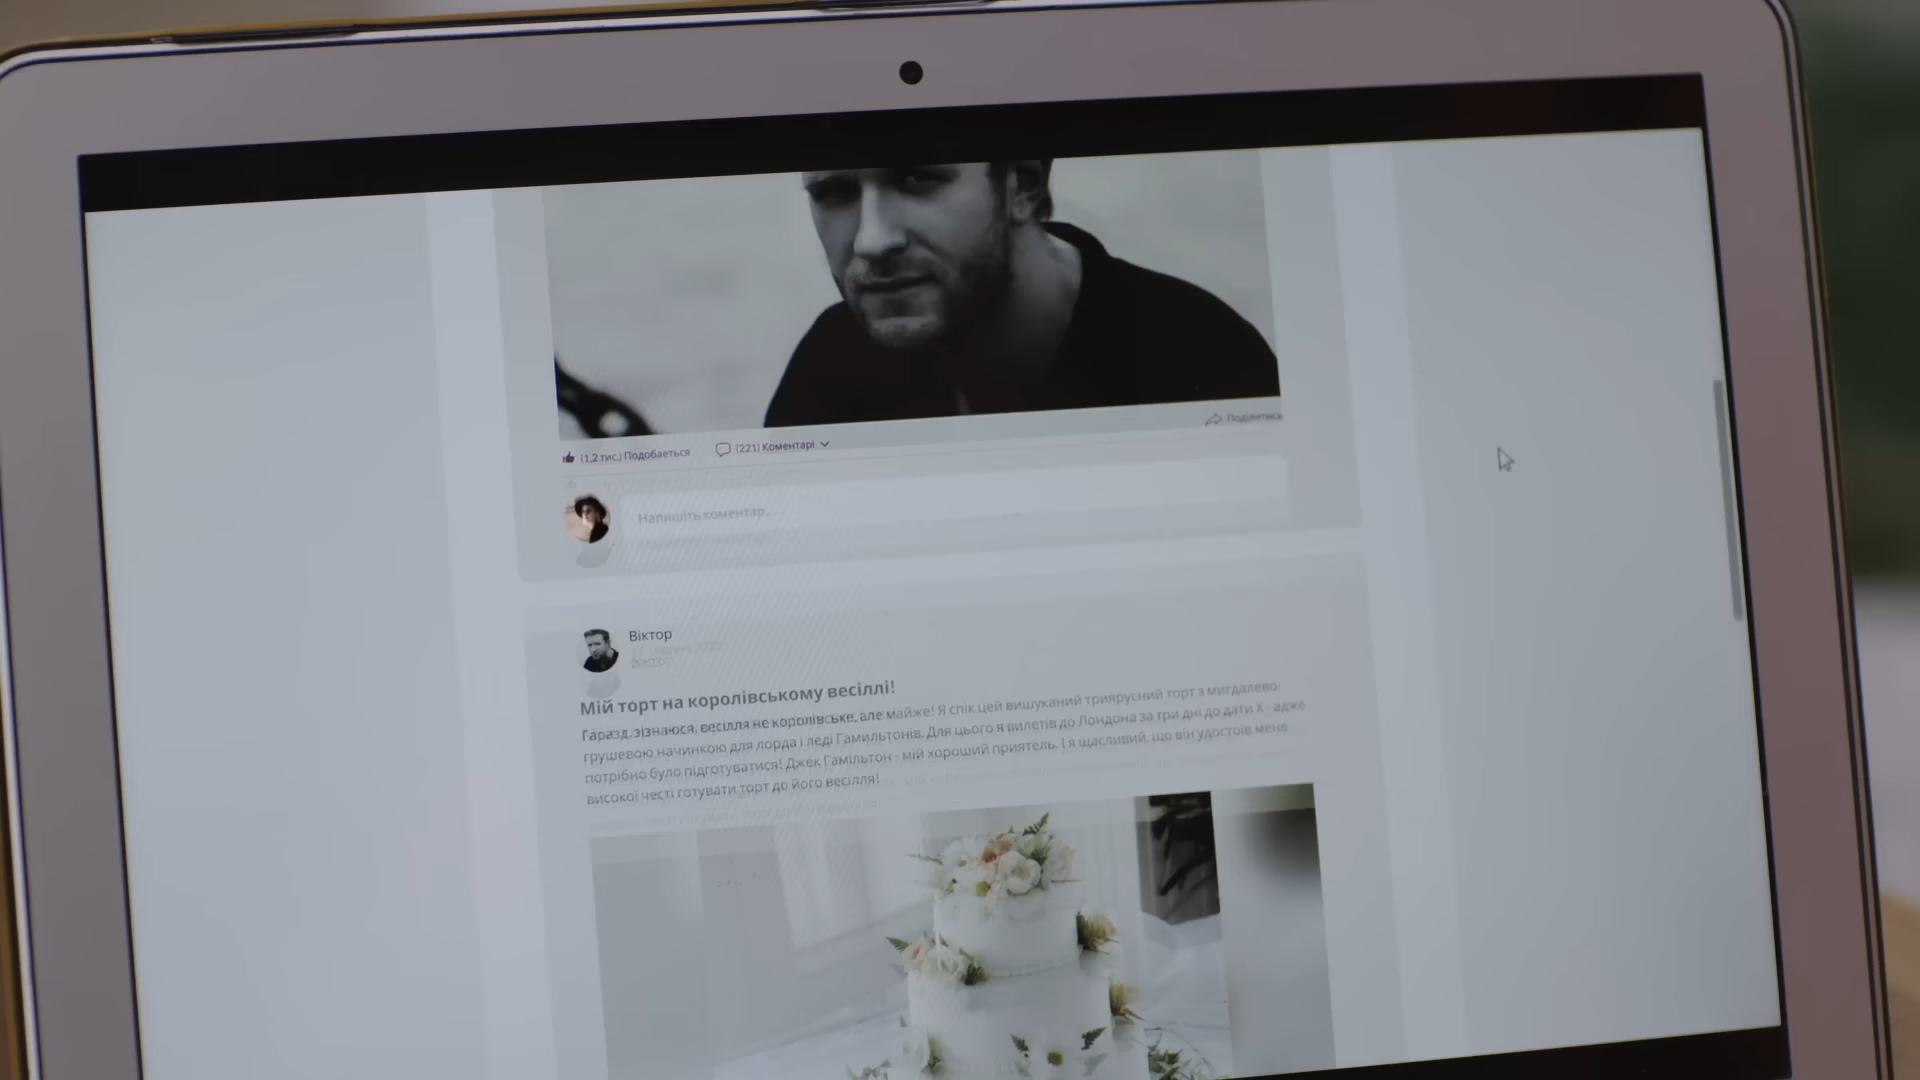 (1,2 тис.) Подобається
(221) Коментарі
Поділитись
Напишіть коментар...
Віктор
Мій торт на королівському весіллі!
Гаразд, зізнаюся, весілля не королівське, але майже! Я спік цей вишуканий триярусний торт з мигдалево-
грушевою начинкою для лорда і леді Гамильтонів. Для цього я вилетів до Лондона за три дні до дати Х - адже
потрібно було підготуватися! Джек Гамільтон - мій хороший приятель. І я щасливий, що він удостоїв мене
високої честі готувати торт до його весілля!